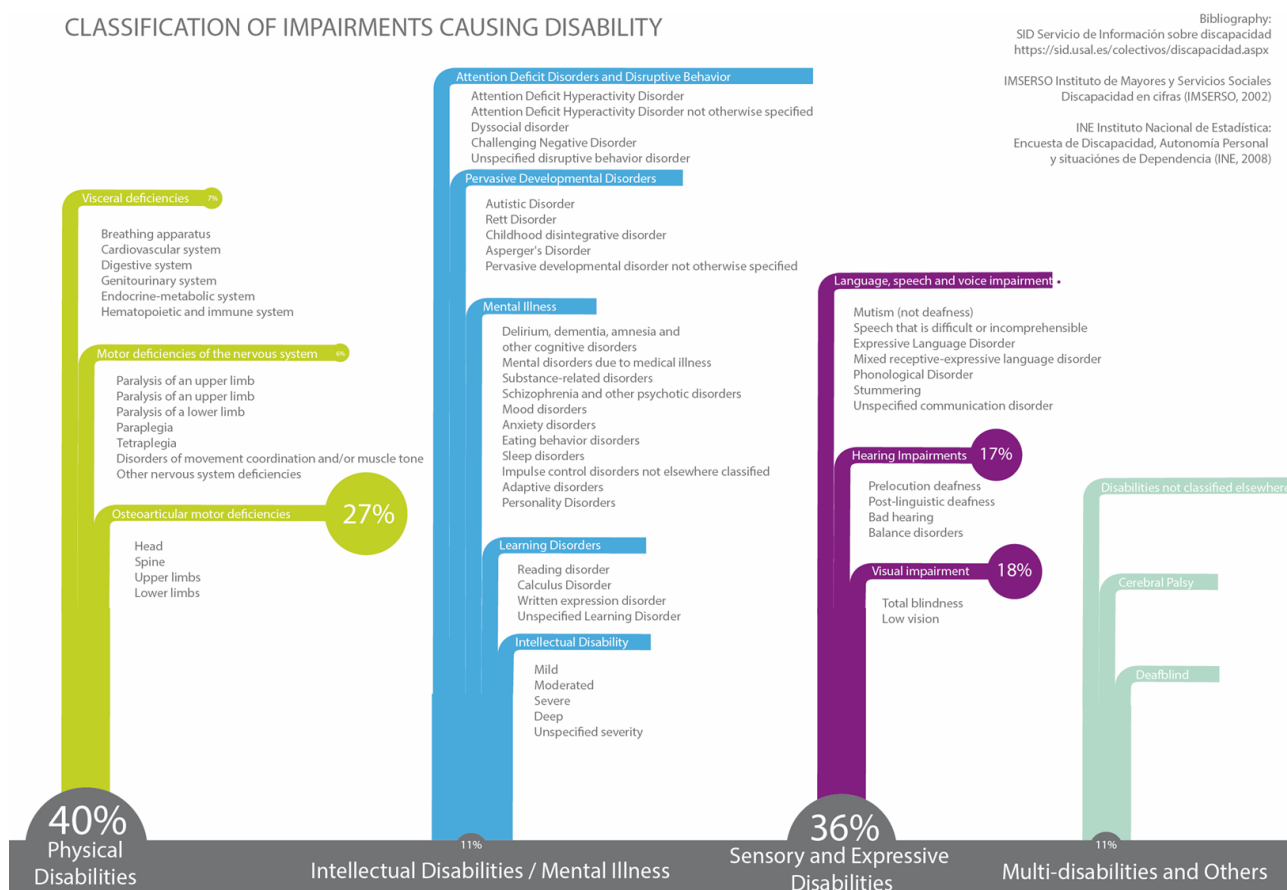 CLASSIFICATION OF IMPAIRMENTS CAUSING DISABILITY
Bibliography:
SID Servicio de Información sobre discapacidad
https://sid.usal.es/colectivos/discapacidad.aspx
IMSERSO Instituto de Mayores y Servicios Sociales
Discapacidad en cifras (IMSERSO, 2002)
INE Instituto Nacional de Estadística:
Encuesta de Discapacidad, Autonomía Personal
y situaciónes de Dependencia (INE, 2008)
Visceral deficiencies 7%
Breathing apparatus
Cardiovascular system
Digestive system
Genitourinary system
Endocrine-metabolic system
Hematopoietic and immune system
Motor deficiencies of the nervous system 6%
Paralysis of an upper limb
Paralysis of an upper limb
Paralysis of a lower limb
Paraplegia
Tetraplegia
Disorders of movement coordination and/or muscle tone
Other nervous system deficiencies
Osteoarticular motor deficiencies 27%
Head
Spine
Upper limbs
Lower limbs
40%
Physical
Disabilities
Attention Deficit Disorders and Disruptive Behavior
Attention Deficit Hyperactivity Disorder
Attention Deficit Hyperactivity Disorder not otherwise specified
Dyssocial disorder
Challenging Negative Disorder
Unspecified disruptive behavior disorder
Pervasive Developmental Disorders
Autistic Disorder
Rett Disorder
Childhood disintegrative disorder
Asperger's Disorder
Pervasive developmental disorder not otherwise specified
Mental Illness
Delirium, dementia, amnesia and
other cognitive disorders
Mental disorders due to medical illness
Substance-related disorders
Schizophrenia and other psychotic disorders
Mood disorders
Anxiety disorders
Eating behavior disorders
Sleep disorders
Impulse control disorders not elsewhere classified
Adaptive disorders
Personality Disorders
Learning Disorders
Reading disorder
Calculus Disorder
Written expression disorder
Unspecified Learning Disorder
Intellectual Disability
Mild
Moderated
Severe
Deep
Unspecified severity
11%
Intellectual Disabilities / Mental Illness
Language, speech and voice impairment
Mutism (not deafness)
Speech that is difficult or incomprehensible
Expressive Language Disorder
Mixed receptive-expressive language disorder
Phonological Disorder
Stummering
Unspecified communication disorder
Hearing Impairments 17%
Prelocution deafness
Post-linguistic deafness
Bad hearing
Balance disorders
Visual impairment 18%
Total blindness
Low vision
36%
Sensory and Expressive
Disabilities
Disabilities not classified elsewhere
Cerebral Palsy
Deafblind
11%
Multi-disabilities and Others